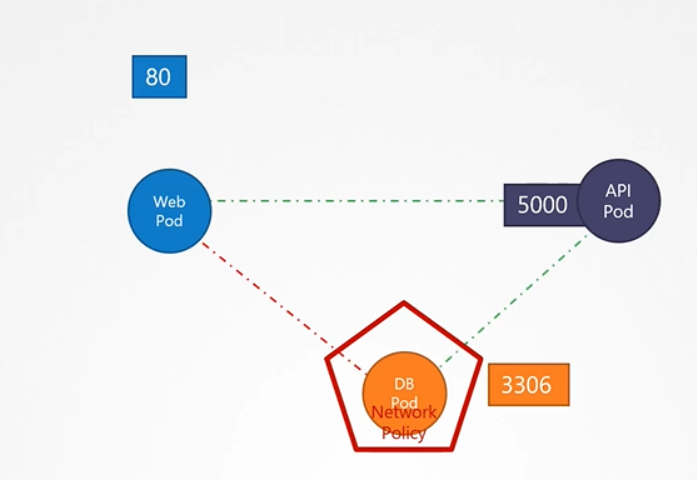 80
Web
Pod
5000
API
Pod
DB
Pod
Network
Policy
3306